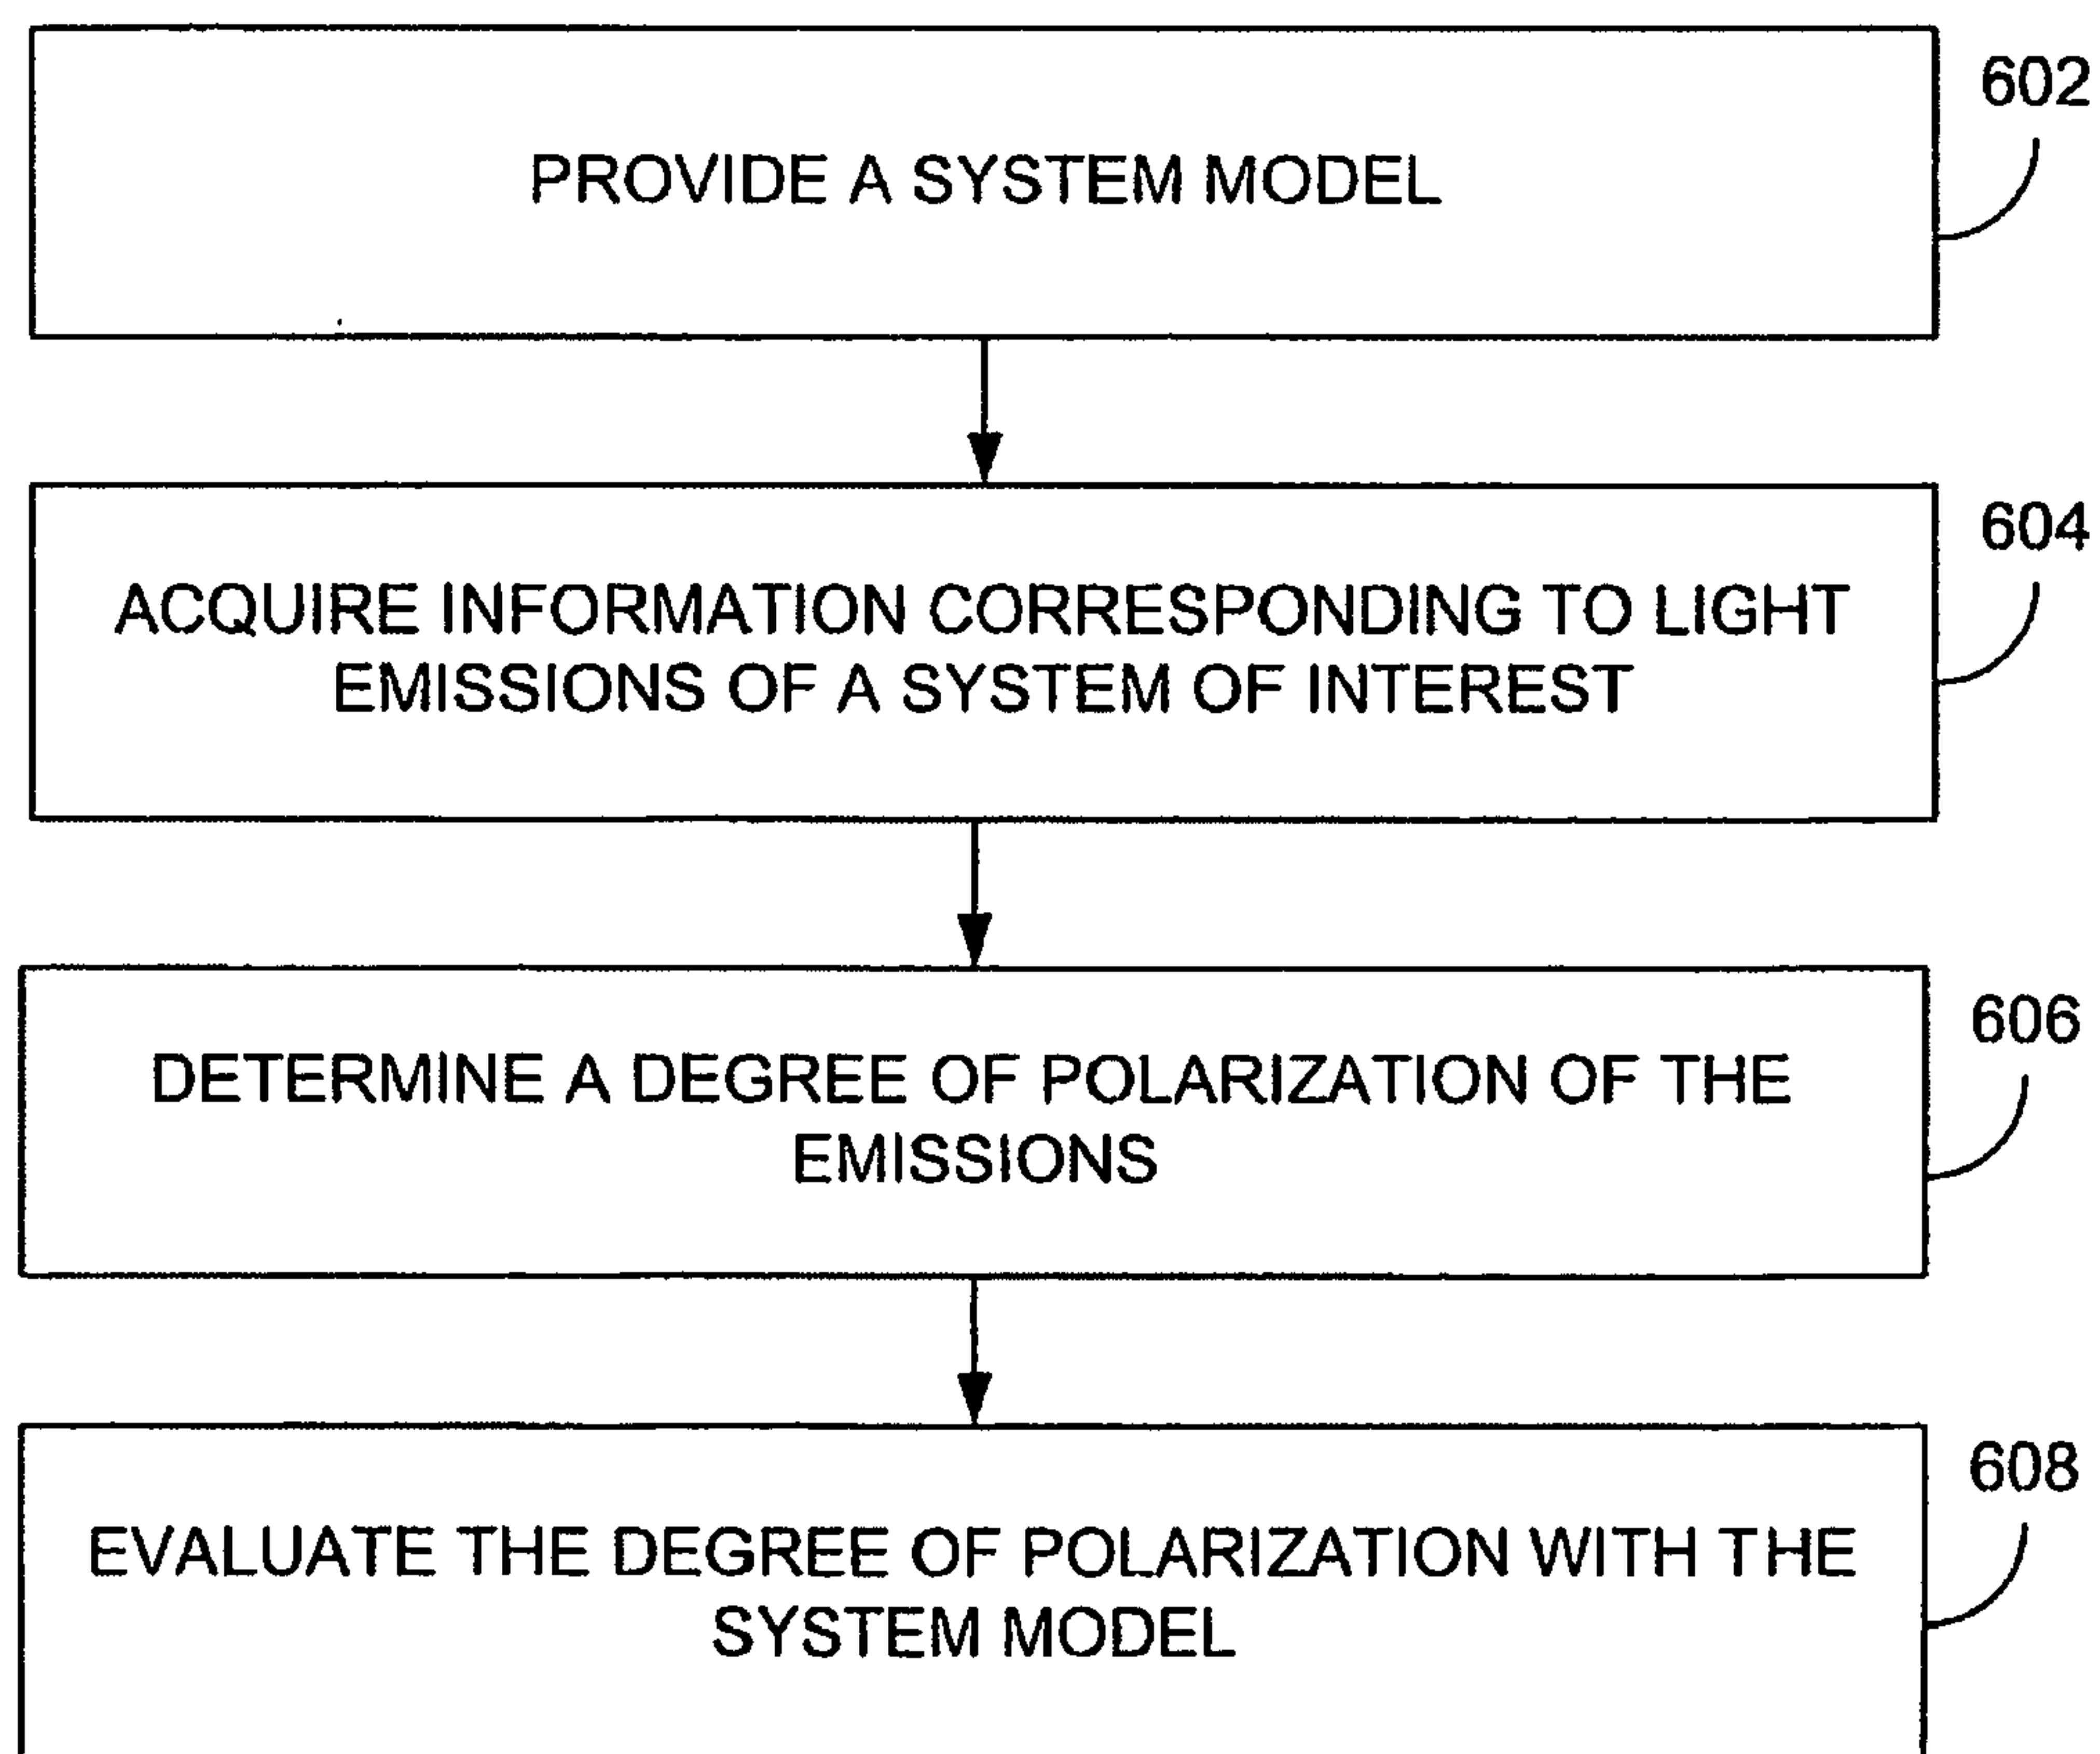 602
PROVIDE A SYSTEM MODEL
604
ACQUIRE INFORMATION CORRESPONDING TO LIGHT
EMISSIONS OF A SYSTEM OF INTEREST
606
DETERMINE A DEGREE OF POLARIZATION OF THE
EMISSIONS
608
EVALUATE THE DEGREE OF POLARIZATION WITH THE
SYSTEM MODEL